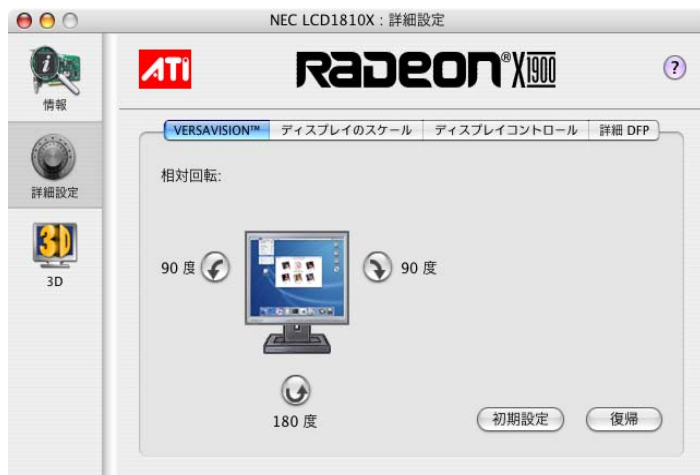 NEC LCD1810X : 詳細設定
情報
詳細設定
3D
3D
ATI
RADEON® X1900
?
VERSAVISION™
ディスプレイのスケール
ディスプレイコントロール
詳細 DFP
相対回転:
90 度
90 度
180 度
初期設定
復帰